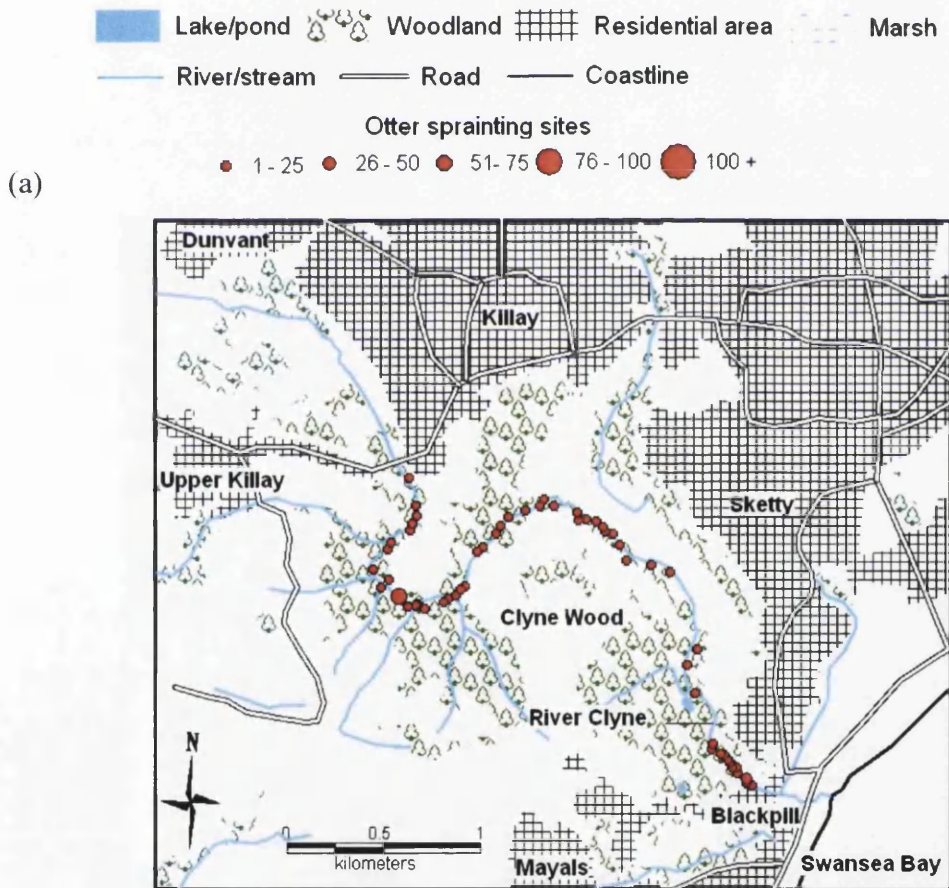 Lake/pond Woodland Residential area Marsh
River/stream Road Coastline
Otter sprainting sites
1 - 25 26 - 50 51 - 75 76 - 100 100 +
(a)
Dunvant
Killay
Upper Killay
Sketty
Clyne Wood
River Clyne
N
Blackpill
0 0.5 1
kilometers
Mayals
Swansea Bay